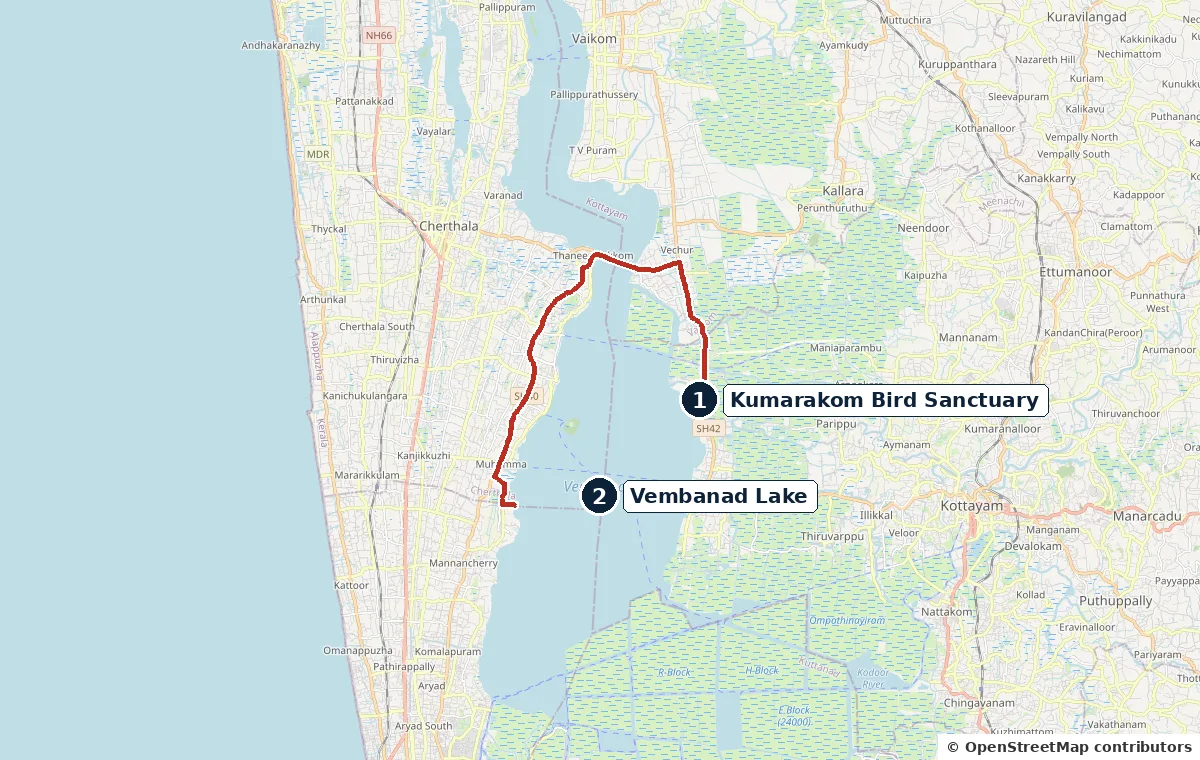 Pallippuram
Muttuchira
Kuravilangad
Andhakaranazhy
NH66
Vaikom
Ayamkudy
Kakkinikadu
Nechimattom
Kuruppanthara
Nazareth Hill
Kuriam
Pattanakkad
Pallippurathussery
Sleevapuram
Kalikavu
Vayalar
Kothanalloor
Vempally North
MDR
T V Puram
Vempally South
Kanakkarry
Varanad
Kallara
Kadappoor
Kottayam
Perunthuruthu
Meenachil
Thyckal
Cherthala
Neendoor
Clamattom
Vechur
Arthunkal
Kaipuzha
Ettumanoor
Punnathura
West
Cherthala South
KandanChira(Peroor)
Alappuzha
Mannanam
Maniaparambu
Arumanoor
Thiruvizha
SH40
1
Kumarakom Bird Sanctuary
Kanichukulangara
Thiruvanchoor
Kerala
SH42
Parippu
Kumaranalloor
Aymanam
Kanjikkuzhi
Muhamma
Mararikkulam
Cherthala
2
Vembanad Lake
Kottayam
Illikkal
Manarcadu
Thiruvarppu
Veloor
Manganam
Devalokam
Mannancherry
Kattoor
Kollad
Puthuppally
Nattakom
Ompathinayiram
Eravinalloor
Omanappuzha
Komalapuram
Pathirappally
Kuttanad
Pariyaram
R-Block
H-Block
Kodoor
River
Aryad
Chingavanam
E Block
(24000)
Aryad South
Vakathanam
Kuzhimattom
© OpenStreetMap contributors